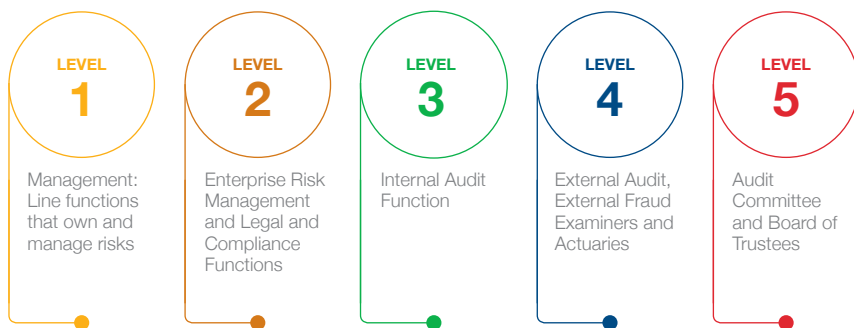 LEVEL
1
Management:
Line functions
that own and
manage risks
LEVEL
2
Enterprise Risk
Management
and Legal and
Compliance
Functions
LEVEL
3
Internal Audit
Function
LEVEL
4
External Audit,
External Fraud
Examiners and
Actuaries
LEVEL
5
Audit
Committee
and Board of
Trustees